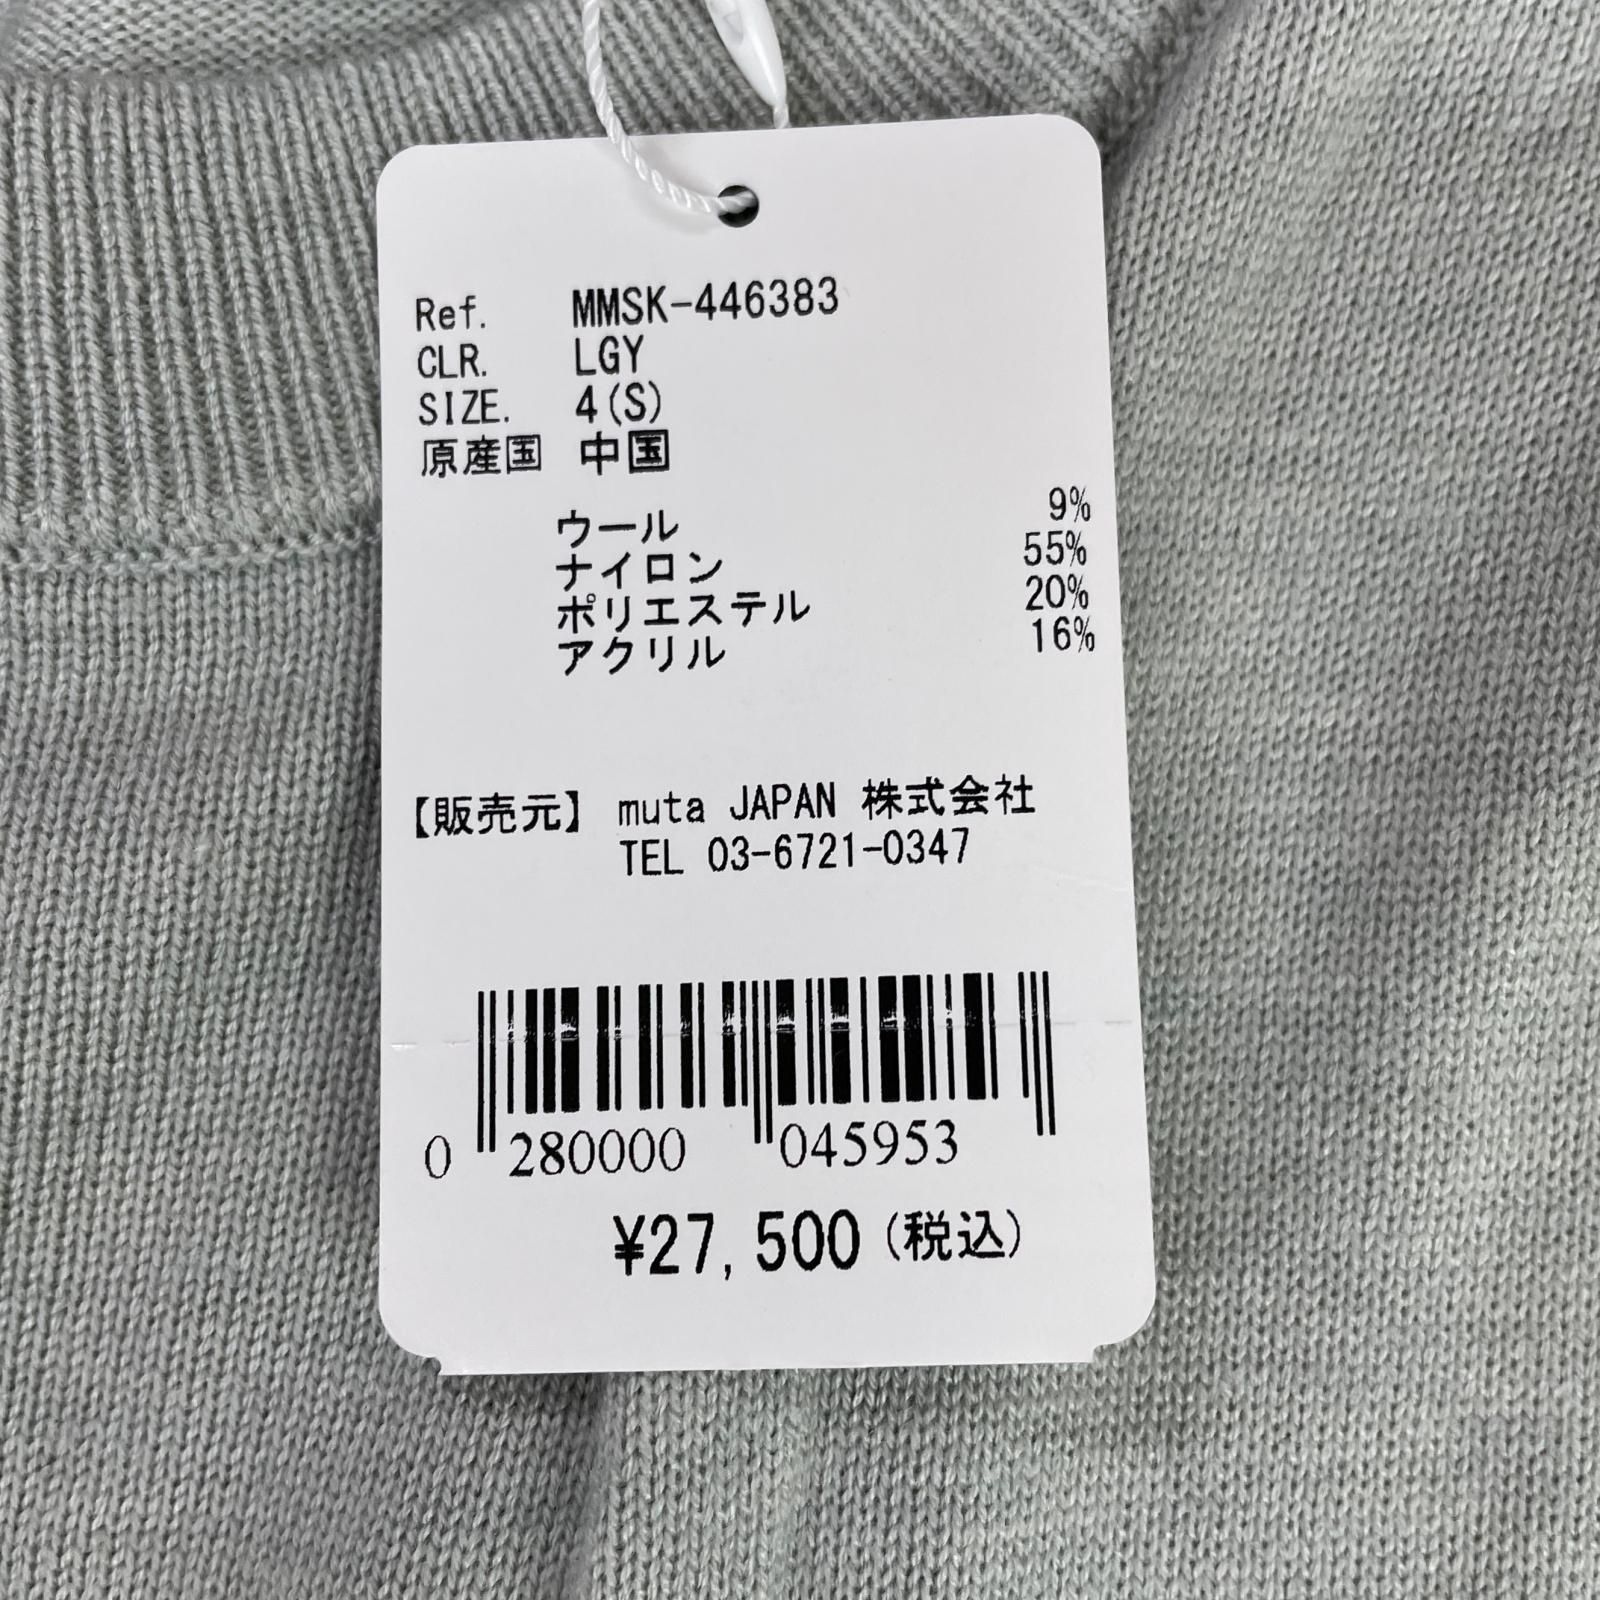 Ref. MMSK-446383
CLR. LGY
SIZE. 4(S)
原産国 中国
ウール 9%
ナイロン 55%
ポリエステル 20%
アクリル 16%
【販売元】 muta JAPAN 株式会社
TEL 03-6721-0347
0 280000 045953
¥27,500(税込)